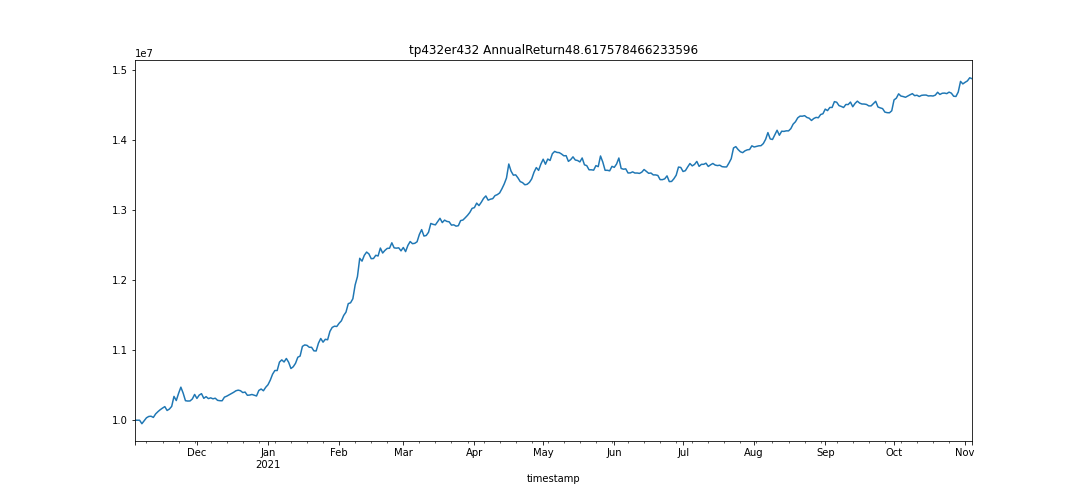 tp432er432 AnnualReturn48.617578466233596
1e7
1.5
1.4
1.3
1.2
1.1
1.0
Dec Jan Feb Mar Apr May Jun Jul Aug Sep Oct Nov
2021
timestamp